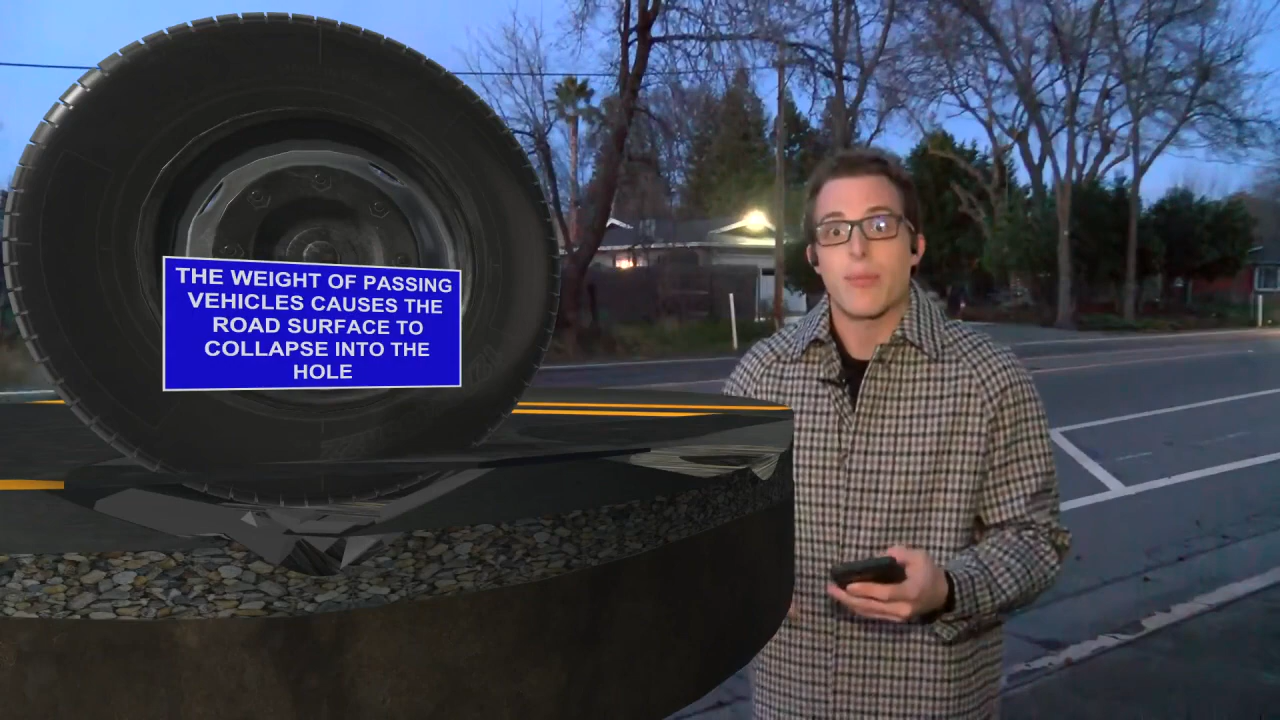 THE WEIGHT OF PASSING
VEHICLES CAUSES THE
ROAD SURFACE TO
COLLAPSE INTO THE
HOLE